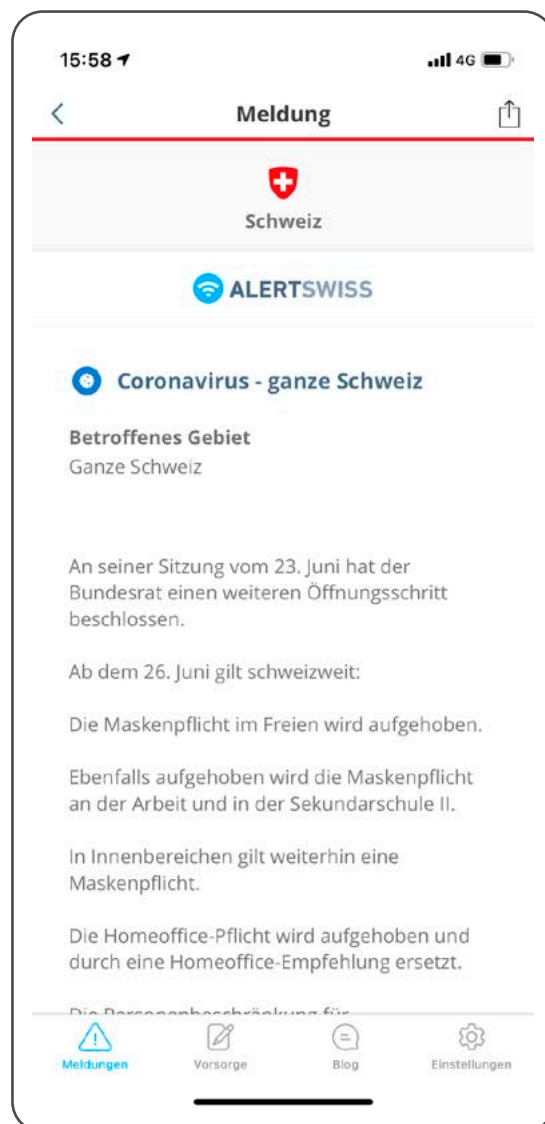 15:58
4G
Meldung
Schweiz
ALERTSWISS
Coronavirus - ganze Schweiz
Betroffenes Gebiet
Ganze Schweiz
An seiner Sitzung vom 23. Juni hat der
Bundesrat einen weiteren Öffnungsschritt
beschlossen.
Ab dem 26. Juni gilt schweizweit:
Die Maskenpflicht im Freien wird aufgehoben.
Ebenfalls aufgehoben wird die Maskenpflicht
an der Arbeit und in der Sekundarschule II.
In Innenbereichen gilt weiterhin eine
Maskenpflicht.
Die Homeoffice-Pflicht wird aufgehoben und
durch eine Homeoffice-Empfehlung ersetzt.
Die Personenbeschränkung für
Meldungen Vorsorge Blog Einstellungen